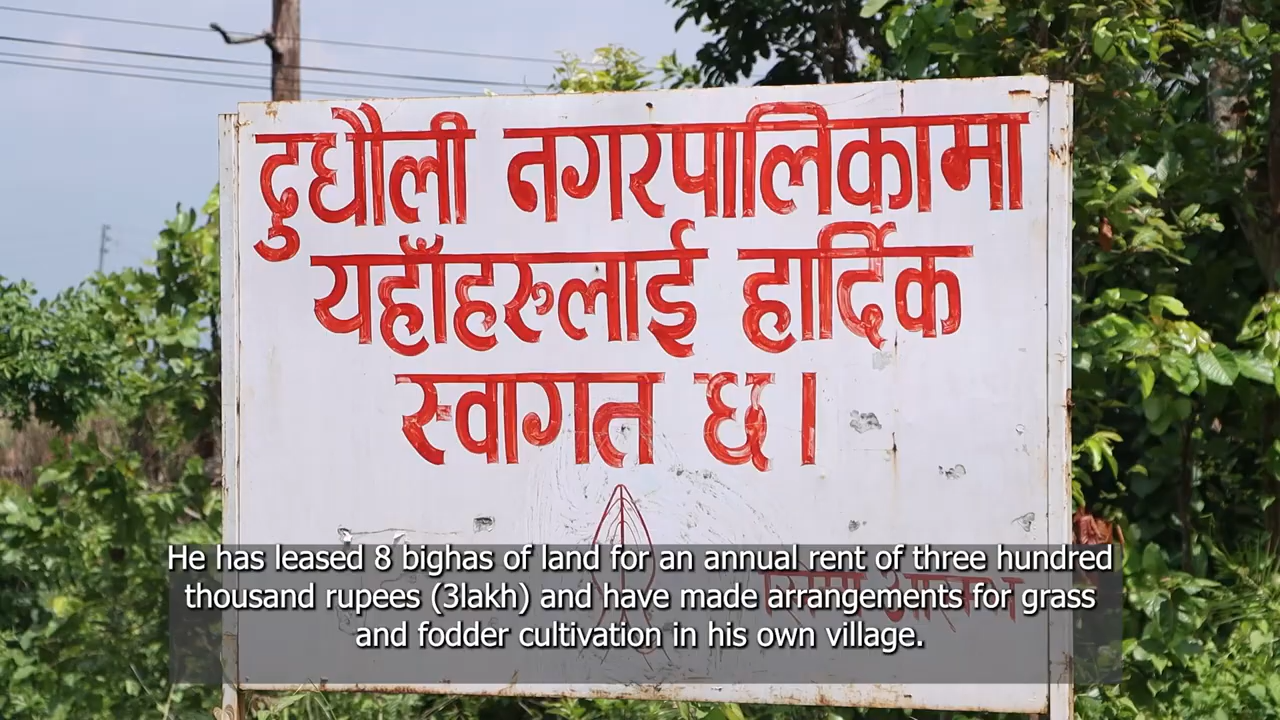 दुधौली नगरपालिकामा
यहाँहरुलाई हार्दिक
स्वागत छ।
He has leased 8 bighas of land for an annual rent of three hundred
thousand rupees (3lakh) and have made arrangements for grass
and fodder cultivation in his own village.